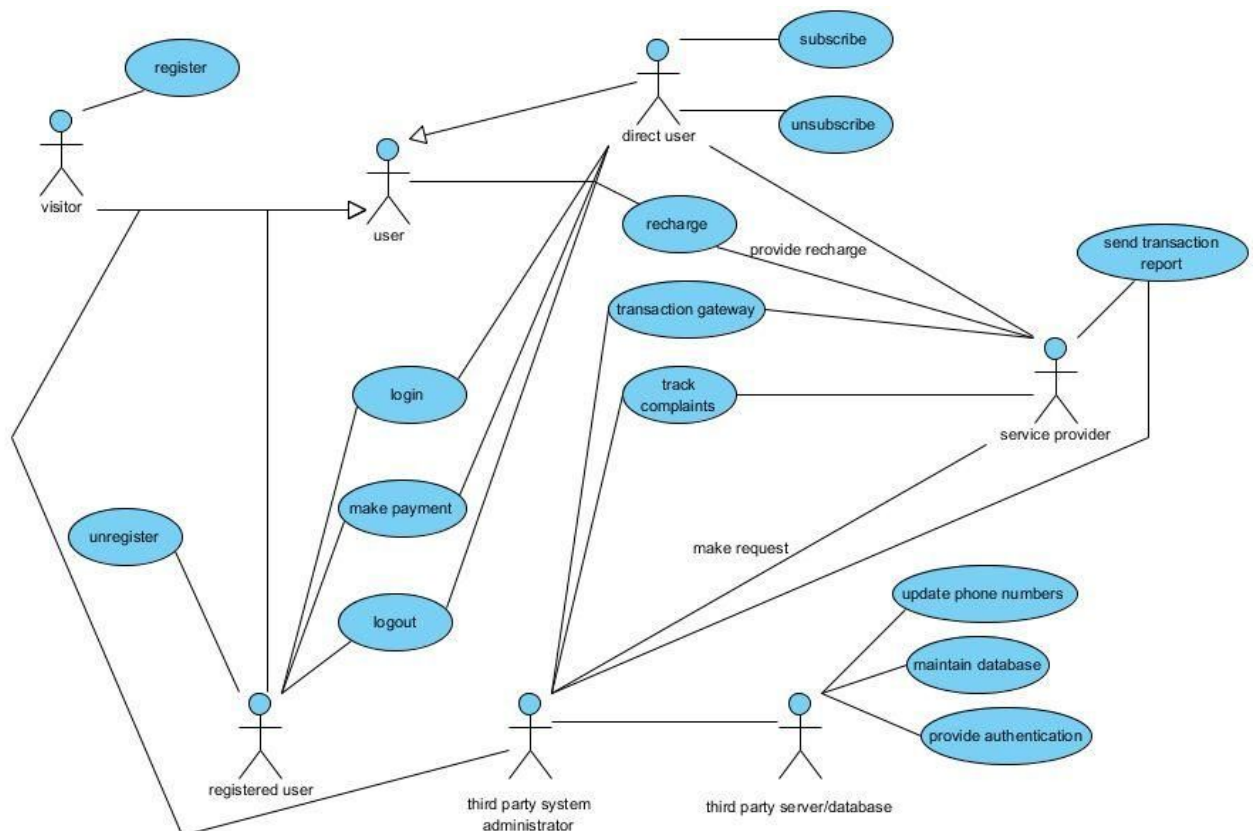 subscribe
register
unsubscribe
direct user
visitor
user
recharge
provide recharge
send transaction
report
transaction gateway
login
track
complaints
service provider
make payment
unregister
make request
update phone numbers
logout
maintain database
provide authentication
registered user
third party system
administrator
third party server/database